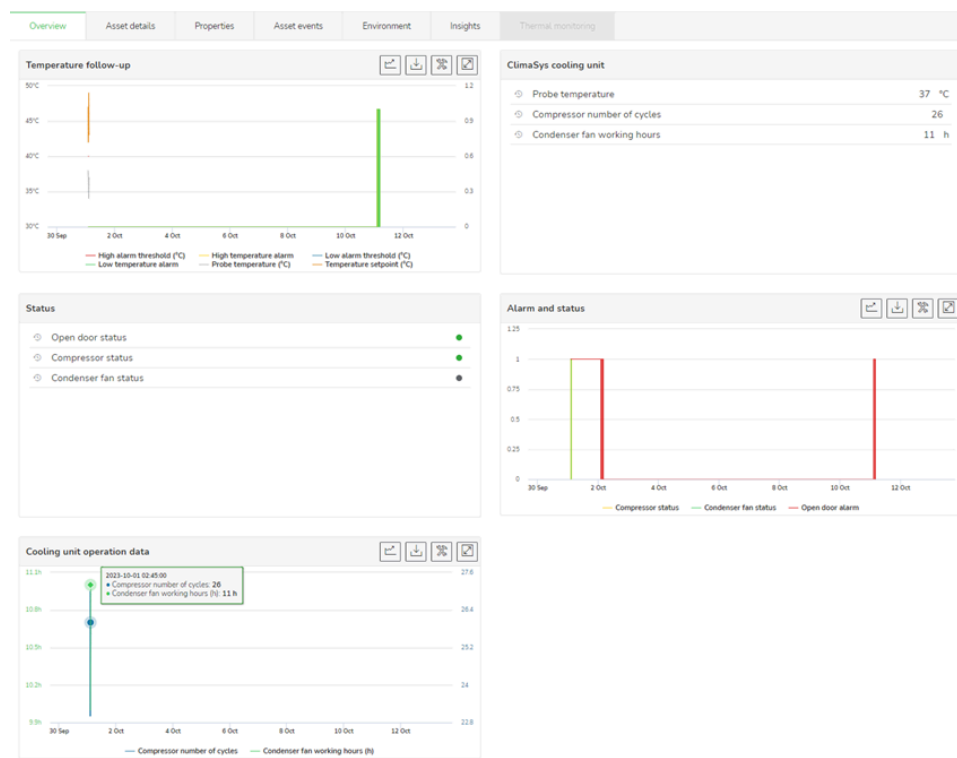 Overview Asset details Properties Asset events Environment Insights Thermal monitoring
Temperature follow-up
50°C 1.2
45°C 0.9
40°C 0.6
35°C 0.3
30°C 0
30 Sep 2 Oct 4 Oct 6 Oct 8 Oct 10 Oct 12 Oct
High alarm threshold (°C) High temperature alarm Low alarm threshold (°C)
Low temperature alarm Probe temperature (°C) Temperature setpoint (°C)
ClimaSys cooling unit
Probe temperature 37 °C
Compressor number of cycles 26
Condenser fan working hours 11 h
Status
Open door status
Compressor status
Condenser fan status
Alarm and status
1.25
1
0.75
0.5
0.25
0
30 Sep 2 Oct 4 Oct 6 Oct 8 Oct 10 Oct 12 Oct
Compressor status Condenser fan status Open door alarm
Cooling unit operation data
11.1h 27.6
2023-10-01 02:45:00
Compressor number of cycles: 26
Condenser fan working hours (h): 11 h
10.8h 26.4
10.5h 25.2
10.2h 24
9.9h 22.8
30 Sep 2 Oct 4 Oct 6 Oct 8 Oct 10 Oct 12 Oct
Compressor number of cycles Condenser fan working hours (h)